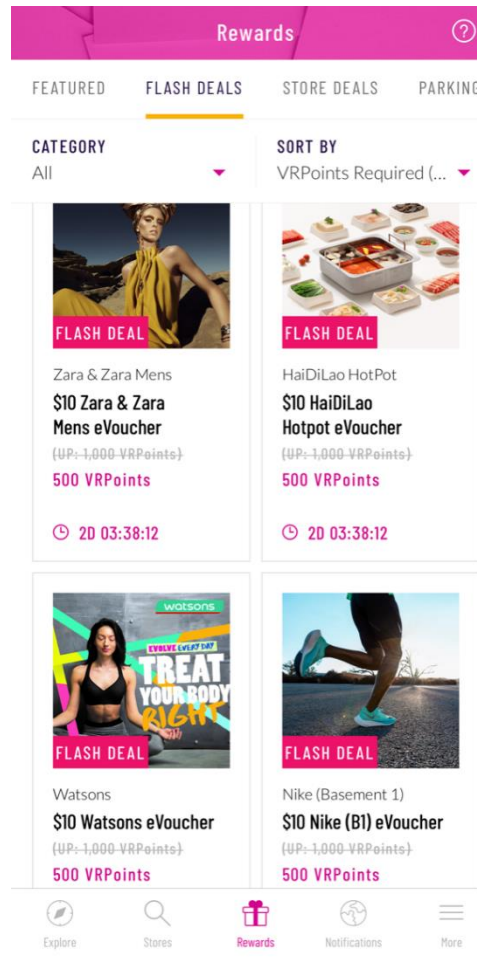 Rewards
?
FEATURED FLASH DEALS STORE DEALS PARKING
CATEGORY
All
SORT BY
VRPoints Required (...
FLASH DEAL
Zara & Zara Mens
$10 Zara & Zara
Mens eVoucher
(UP: 1,000 VRPoints)
500 VRPoints
2D 03:38:12
FLASH DEAL
HaiDiLao HotPot
$10 HaiDiLao
Hotpot eVoucher
(UP: 1,000 VRPoints)
500 VRPoints
2D 03:38:12
watsons
EVOLVE EVERY DAY
TREAT
YOUR BODY
RIGHT
FLASH DEAL
Watsons
$10 Watsons eVoucher
(UP: 1,000 VRPoints)
500 VRPoints
FLASH DEAL
Nike (Basement 1)
$10 Nike (B1) eVoucher
(UP: 1,000 VRPoints)
500 VRPoints
Explore Stores Rewards Notifications More